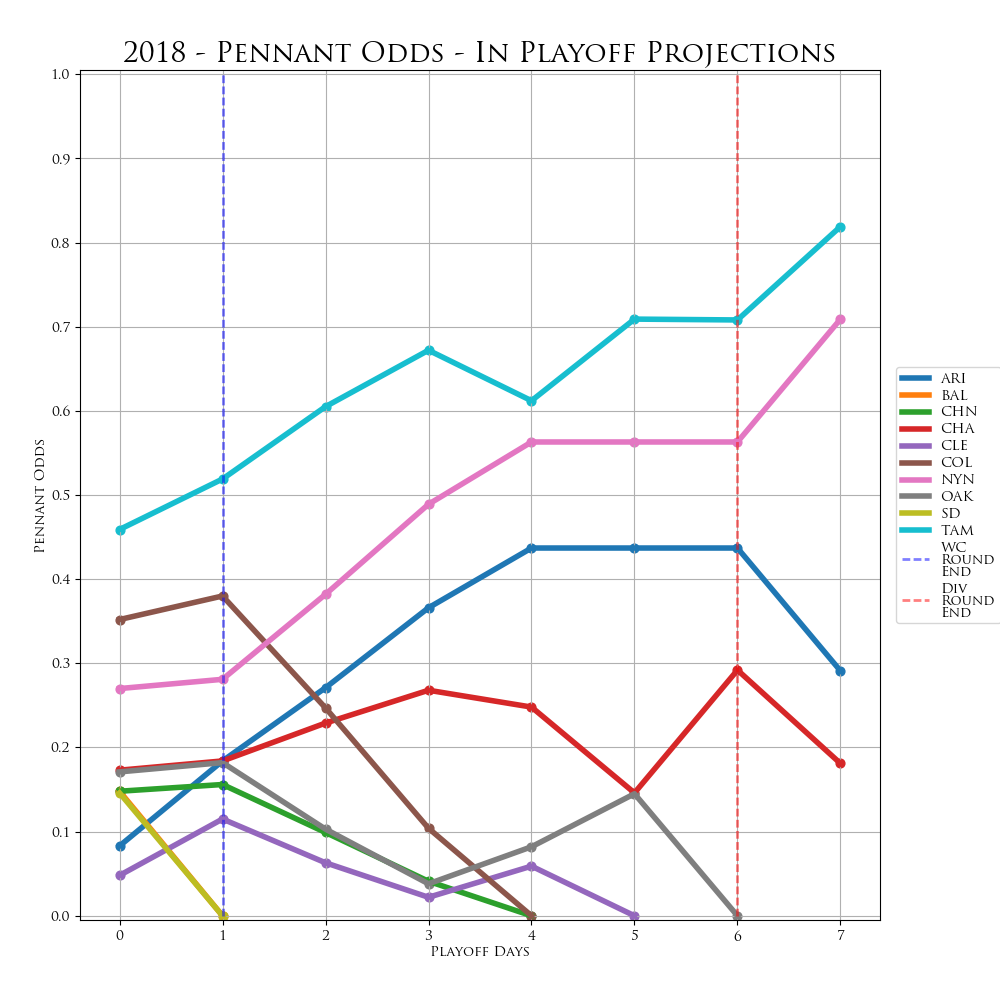 2018 - Pennant Odds - In Playoff Projections
1.0
0.9
0.8
0.7
0.6
0.5
0.4
0.3
0.2
0.1
0.0
Pennant Odds
0 1 2 3 4 5 6 7
Playoff Days
ARI
BAL
CHN
CHA
CLE
COL
NYN
OAK
SD
TAM
WC
Round
End
Div
Round
End